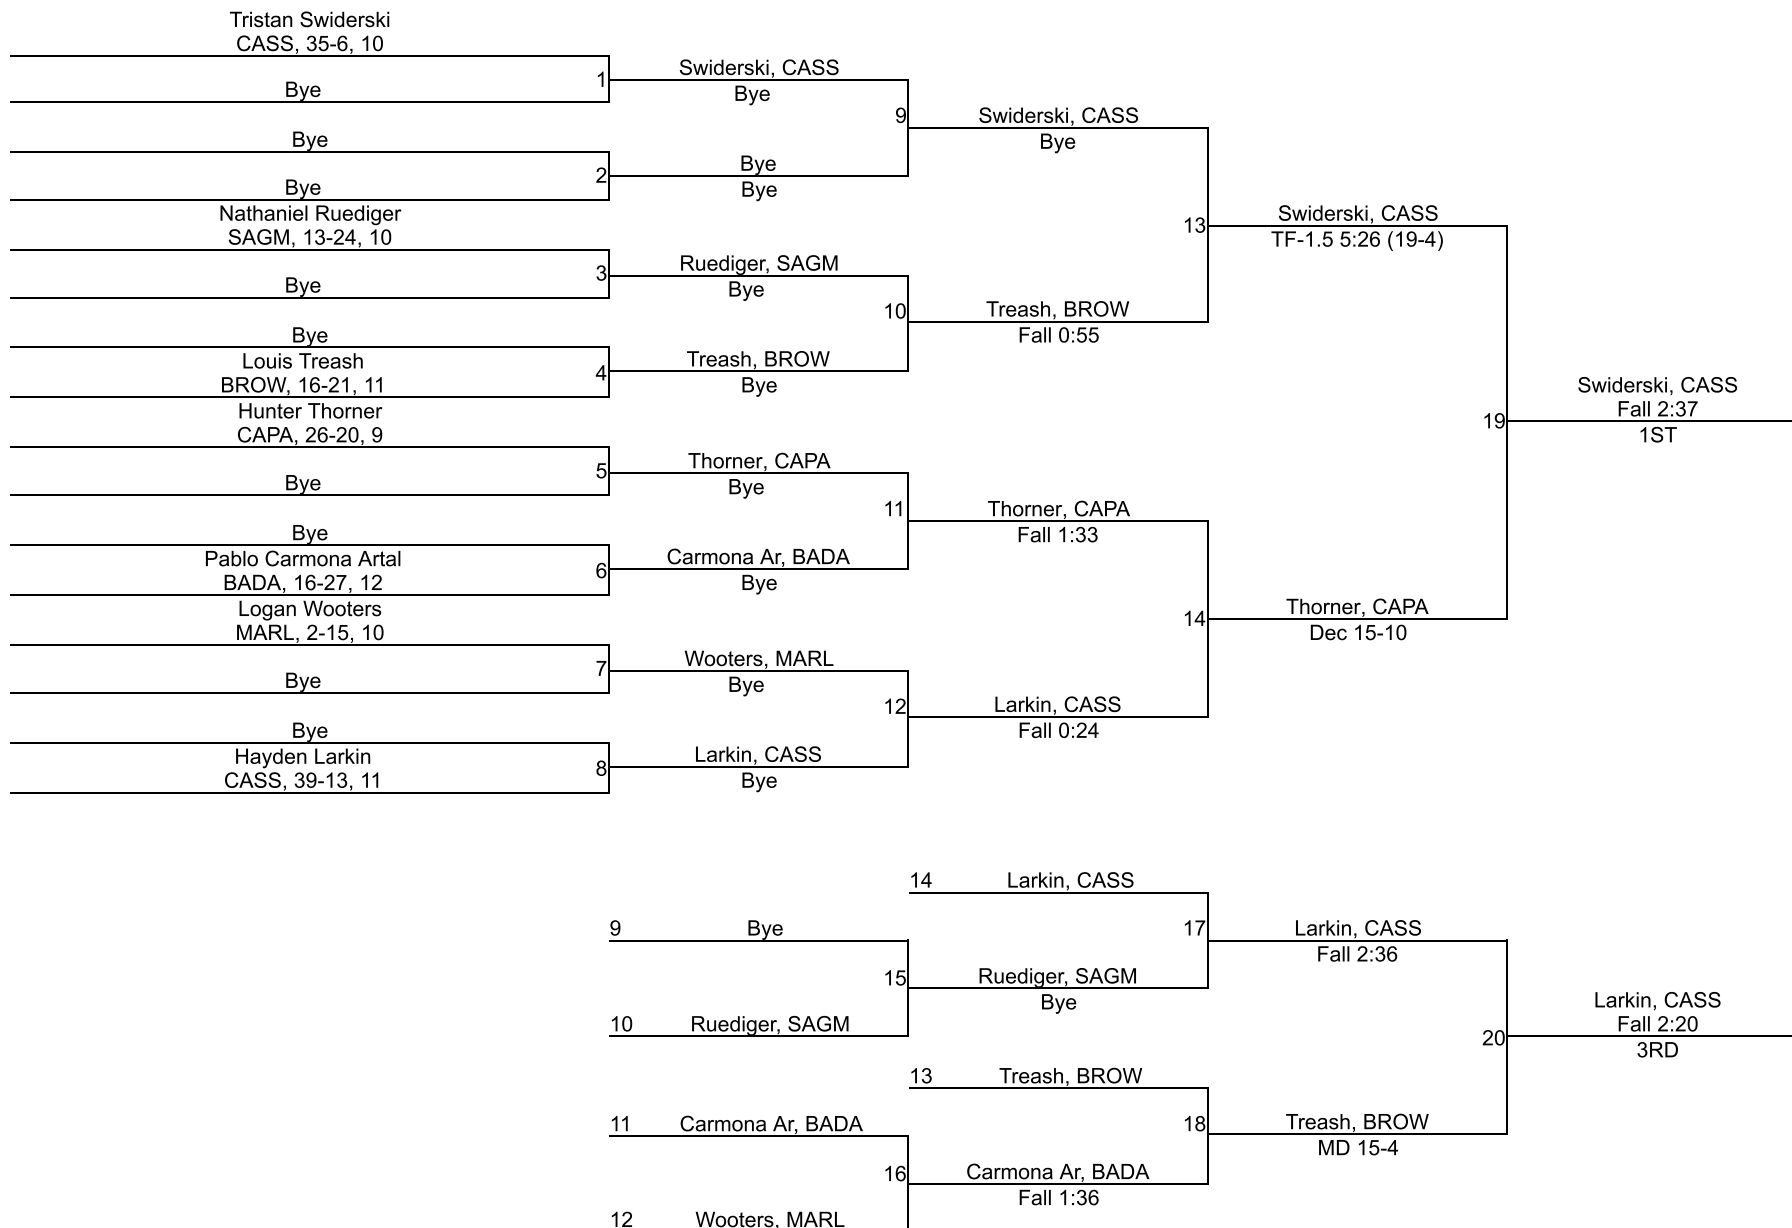 Tristan Swiderski
CASS, 35-6, 10
Bye
Bye
Bye
Nathaniel Ruediger
SAGM, 13-24, 10
Bye
Bye
Louis Treash
BROW, 16-21, 11
Hunter Thorner
CAPA, 26-20, 9
Bye
Bye
Pablo Carmona Artal
BADA, 16-27, 12
Logan Wooters
MARL, 2-15, 10
Bye
Bye
Hayden Larkin
CASS, 39-13, 11
1
2
3
4
5
6
7
8
Swiderski, CASS
Bye
Bye
Bye
Ruediger, SAGM
Bye
Treash, BROW
Bye
Thorner, CAPA
Bye
Carmona Ar, BADA
Bye
Wooters, MARL
Bye
Larkin, CASS
Bye
9
10
11
12
Swiderski, CASS
Bye
Treash, BROW
Fall 0:55
Thorner, CAPA
Fall 1:33
Larkin, CASS
Fall 0:24
13
14
Swiderski, CASS
TF-1.5 5:26 (19-4)
Thorner, CAPA
Dec 15-10
19
Swiderski, CASS
Fall 2:37
1ST
9 Bye
10 Ruediger, SAGM
11 Carmona Ar, BADA
12 Wooters, MARL
15
16
14 Larkin, CASS
Ruediger, SAGM
Bye
13 Treash, BROW
Carmona Ar, BADA
Fall 1:36
17
18
Larkin, CASS
Fall 2:36
Treash, BROW
MD 15-4
20
Larkin, CASS
Fall 2:20
3RD